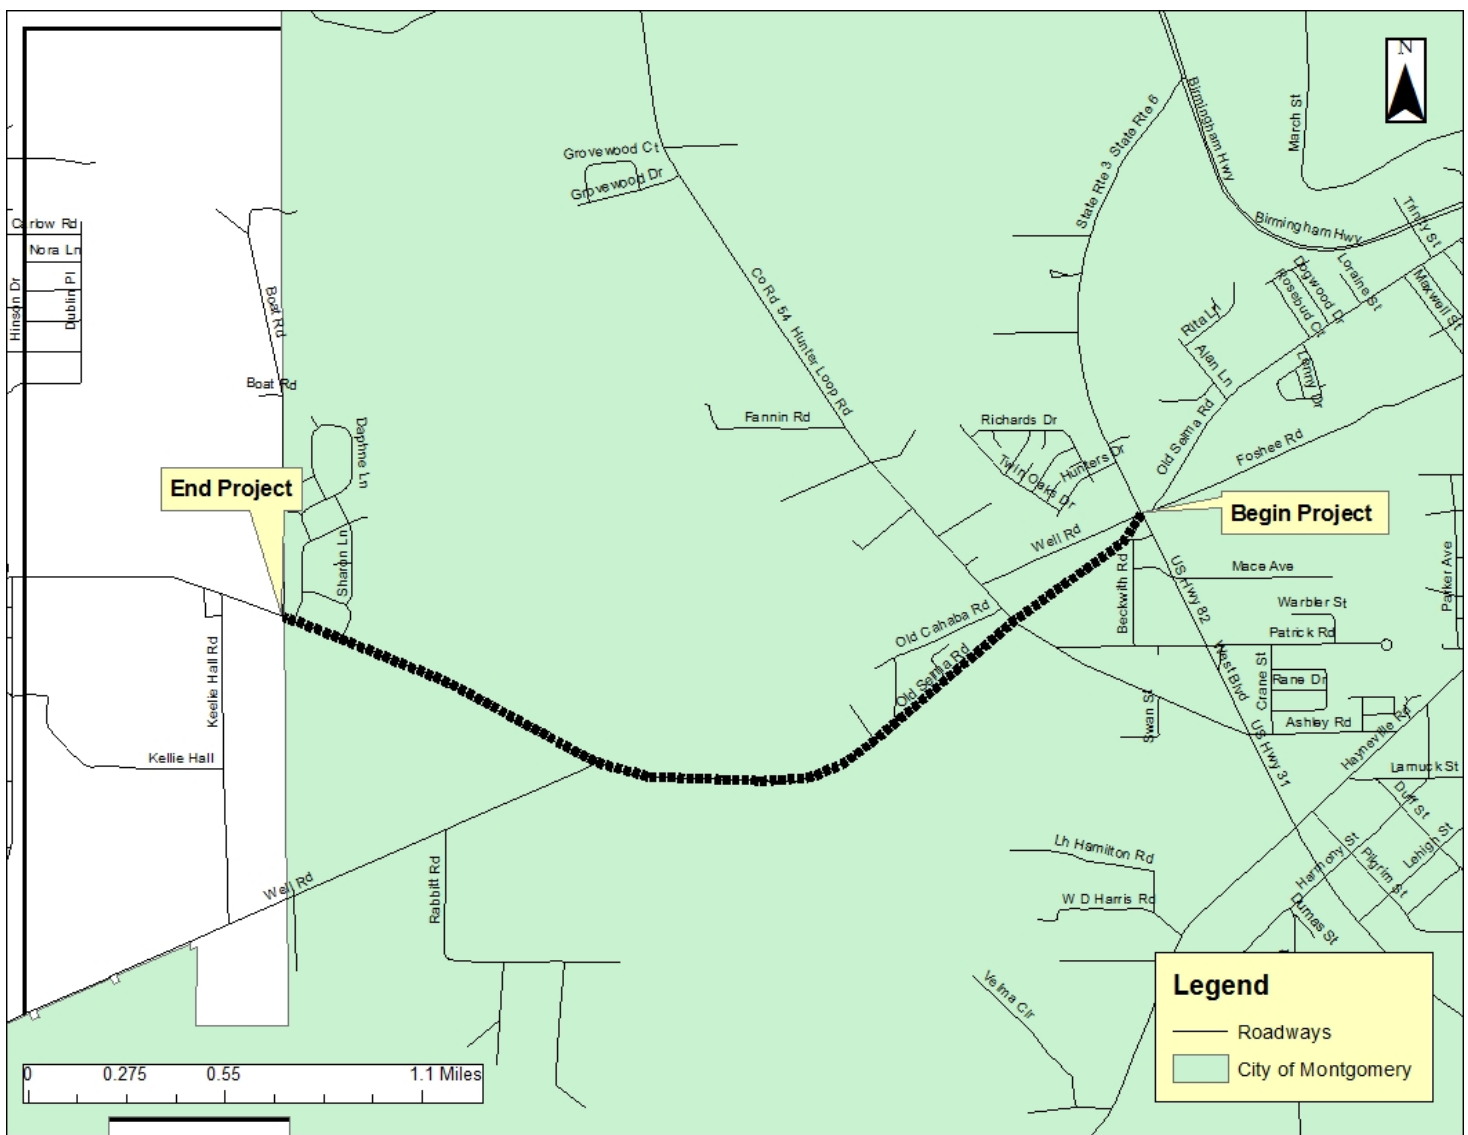 N
Birmingham Hwy
March St
State Rte 3 State Rte 6
Grovewood Ct
Grovewood Dr
Trinity St
Birmingham Hwy
Carlow Rd
Nora Ln
Hinson Dr
Dublin Pl
Boat Rd
Boat Rd
Co Rd 54 Hunter Loop Rd
Dogwood Dr
Rosebud Ct
Loraine St
Maxwell St
Rita Ln
Ajan Ln
Lenny Dr
Fannin Rd
Richards Dr
Twin Oaks Dr
Hunters Dr
Old Selma Rd
Foshee Rd
Daphne Ln
End Project
Begin Project
Well Rd
Sharon Ln
US Hwy 82
Mace Ave
Beckwith Rd
Parker Ave
Warbler St
Patrick Rd
Old Cahaba Rd
Old Selma Rd
Keelie Hall Rd
West Blvd
Crane St
Rane Dr
Swan St
Ashley Rd
US Hwy 31
Hayneville Rd
Kellie Hall
Lamuck St
Duff St
Lehigh St
Harmony St
Pilgrim St
Lh Hamilton Rd
W D Harris Rd
Dumas St
Well Rd
Rabbitt Rd
Velma Cir
Legend
Roadways
City of Montgomery
0 0.275 0.55 1.1 Miles